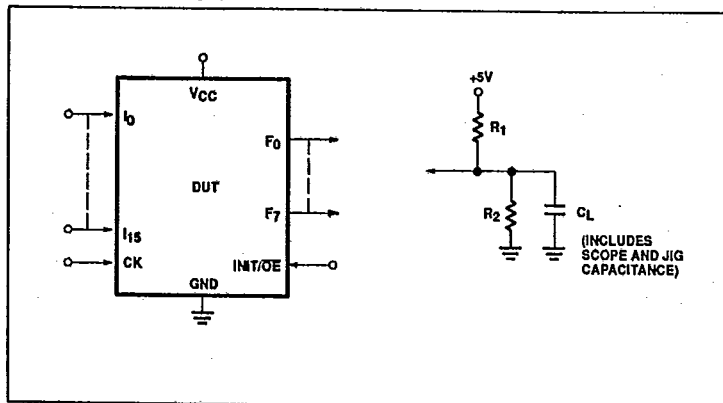 VCC
I0
F0
DUT
F7
I15
CK
INIT/OE
GND
+5V
R1
R2
CL
(INCLUDES
SCOPE AND JIG
CAPACITANCE)